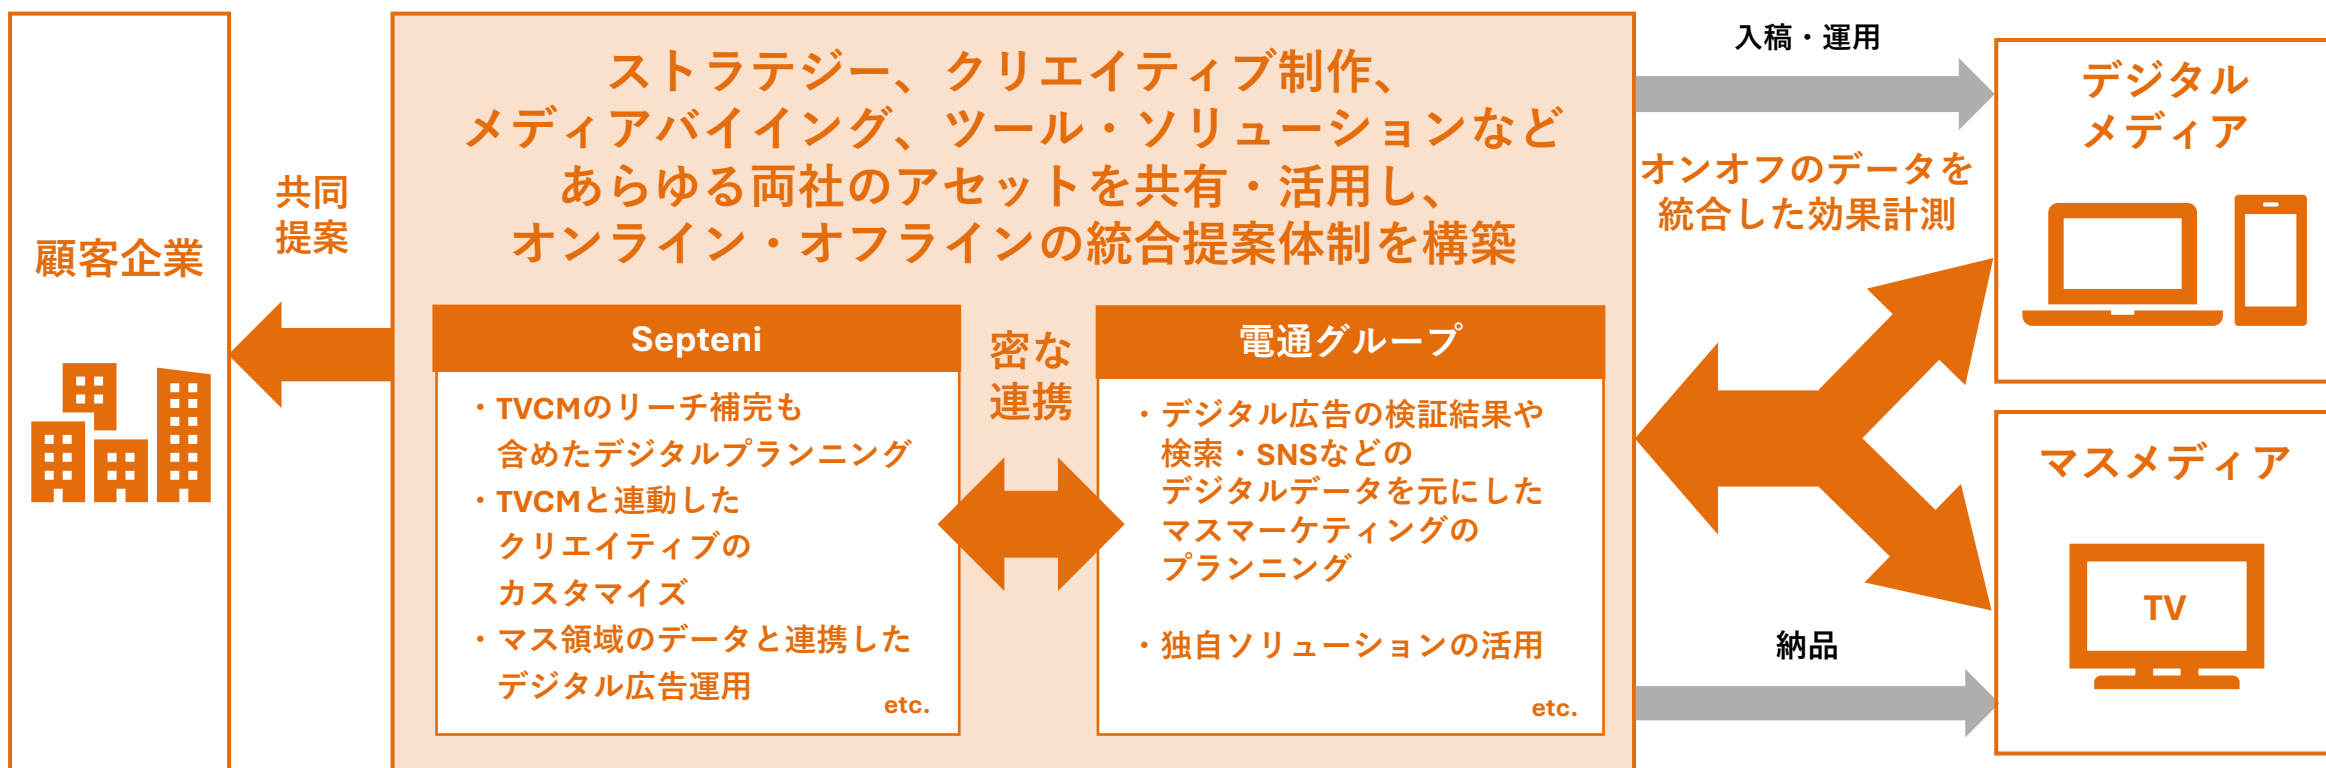 顧客企業
共同
提案
ストラテジー、クリエイティブ制作、
メディアバイイング、ツール・ソリューションなど
あらゆる両社のアセットを共有・活用し、
オンライン・オフラインの統合提案体制を構築
Septeni
・TVCMのリーチ補完も
含めたデジタルプランニング
・TVCMと連動した
クリエイティブの
カスタマイズ
・マス領域のデータと連携した
デジタル広告運用
etc.
密な
連携
電通グループ
・デジタル広告の検証結果や
検索・SNSなどの
デジタルデータを元にした
マスマーケティングの
プランニング
・独自ソリューションの活用
etc.
入稿・運用
オンオフのデータを
統合した効果計測
納品
デジタル
メディア
マスメディア
TV